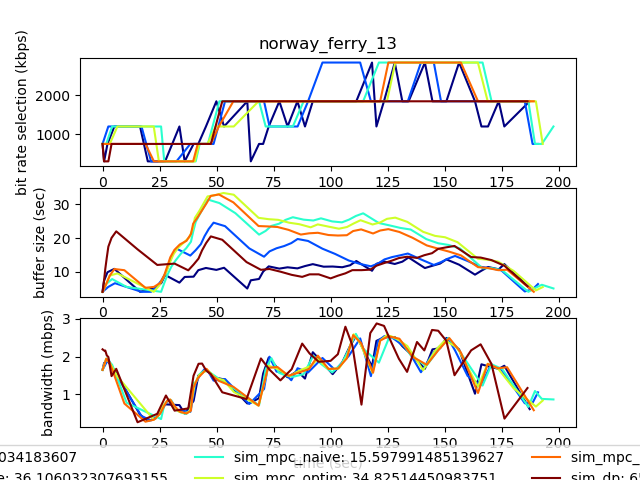 norway_ferry_13
bit rate selection (kbps)
2000
1000
0 25 50 75 100 125 150 175 200
buffer size (sec)
30
20
10
0 25 50 75 100 125 150 175 200
bandwidth (mbps)
3
2
1
0 25 50 75 100 125 150 175 200
time (sec)
034183607 sim_mpc_naive: 15.597991485139627 sim_mpc_
: 36.106032307693155 sim_mpc_optim: 34.82514450983751 sim_dp: 6